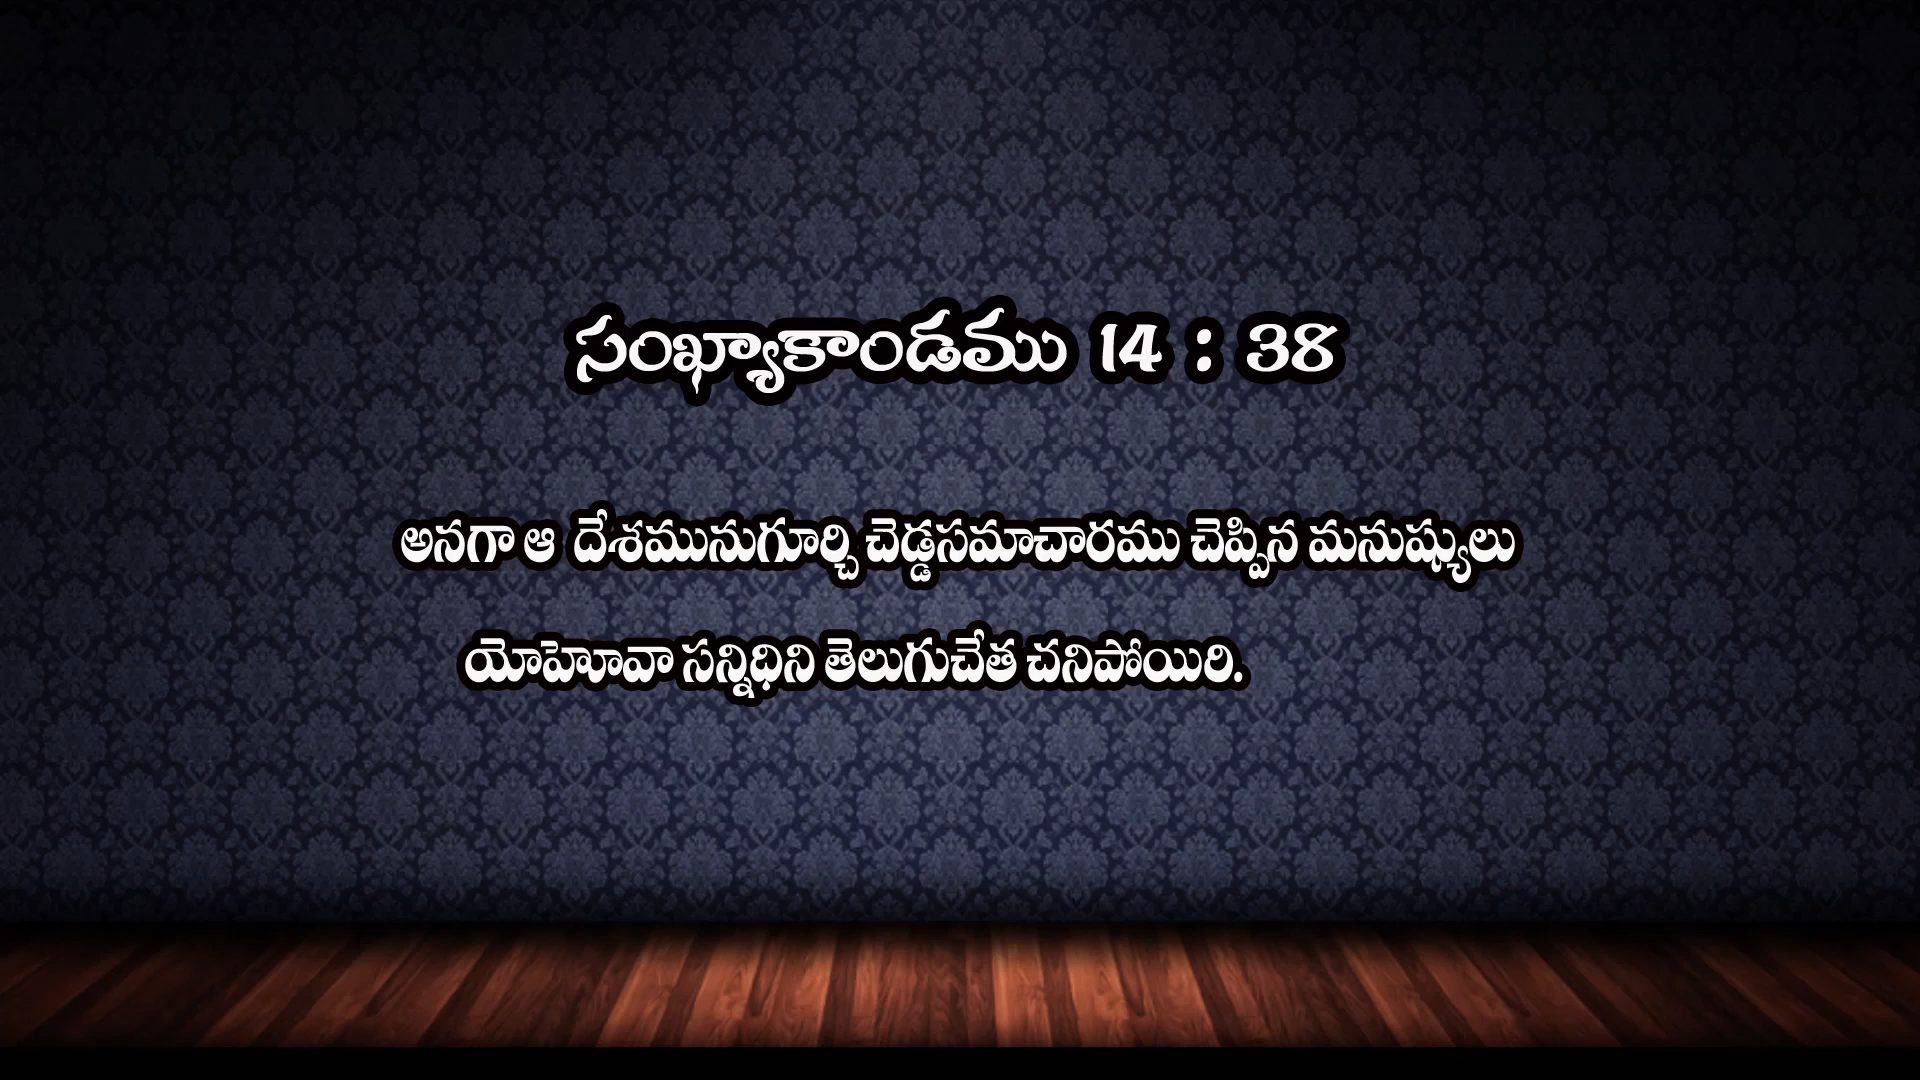 సంఖ్యాకాండము 14 : 38
అనగా ఆ దేశమునుగూర్చి చెడ్డసమాచారము చెప్పిన మనుష్యులు
యోహెూవా సన్నిధిని తెలుగుచేత చనిపోయిరి.